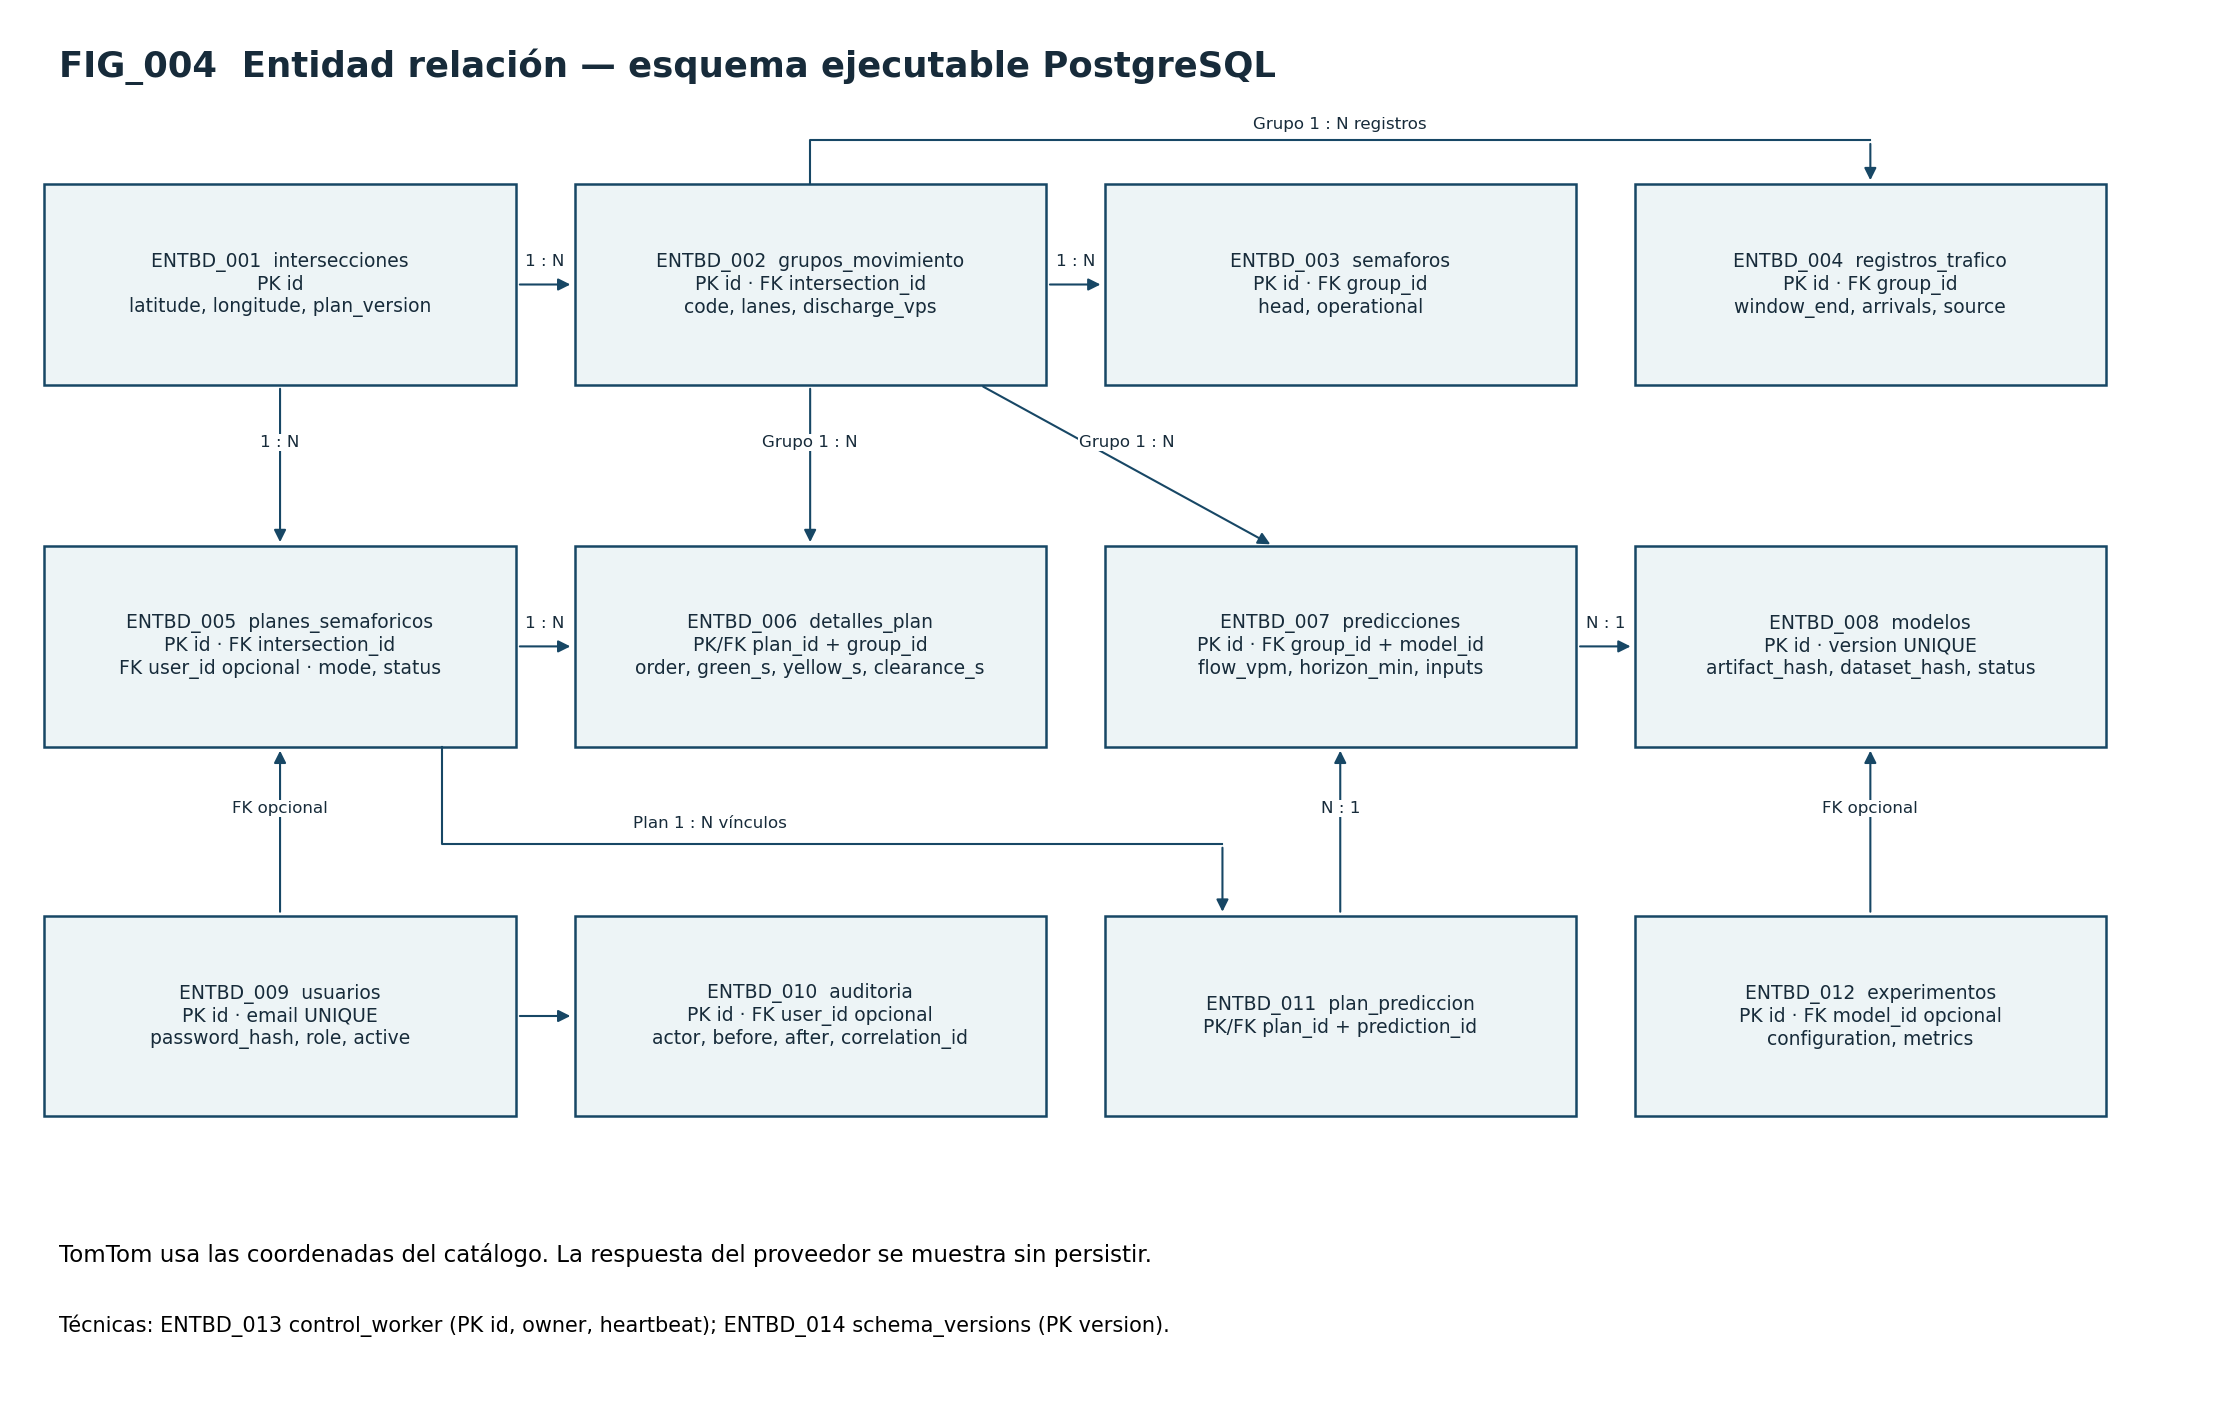 FIG_004  Entidad relación — esquema ejecutable PostgreSQL
Grupo 1 : N registros
ENTBD_001  intersecciones
PK id
latitude, longitude, plan_version
1 : N
ENTBD_002  grupos_movimiento
PK id · FK intersection_id
code, lanes, discharge_vps
1 : N
ENTBD_003  semaforos
PK id · FK group_id
head, operational
ENTBD_004  registros_trafico
PK id · FK group_id
window_end, arrivals, source
1 : N
Grupo 1 : N
Grupo 1 : N
ENTBD_005  planes_semaforicos
PK id · FK intersection_id
FK user_id opcional · mode, status
1 : N
ENTBD_006  detalles_plan
PK/FK plan_id + group_id
order, green_s, yellow_s, clearance_s
ENTBD_007  predicciones
PK id · FK group_id + model_id
flow_vpm, horizon_min, inputs
N : 1
ENTBD_008  modelos
PK id · version UNIQUE
artifact_hash, dataset_hash, status
FK opcional
Plan 1 : N vínculos
N : 1
FK opcional
ENTBD_009  usuarios
PK id · email UNIQUE
password_hash, role, active
ENTBD_010  auditoria
PK id · FK user_id opcional
actor, before, after, correlation_id
ENTBD_011  plan_prediccion
PK/FK plan_id + prediction_id
ENTBD_012  experimentos
PK id · FK model_id opcional
configuration, metrics
TomTom usa las coordenadas del catálogo. La respuesta del proveedor se muestra sin persistir.
Técnicas: ENTBD_013 control_worker (PK id, owner, heartbeat); ENTBD_014 schema_versions (PK version).